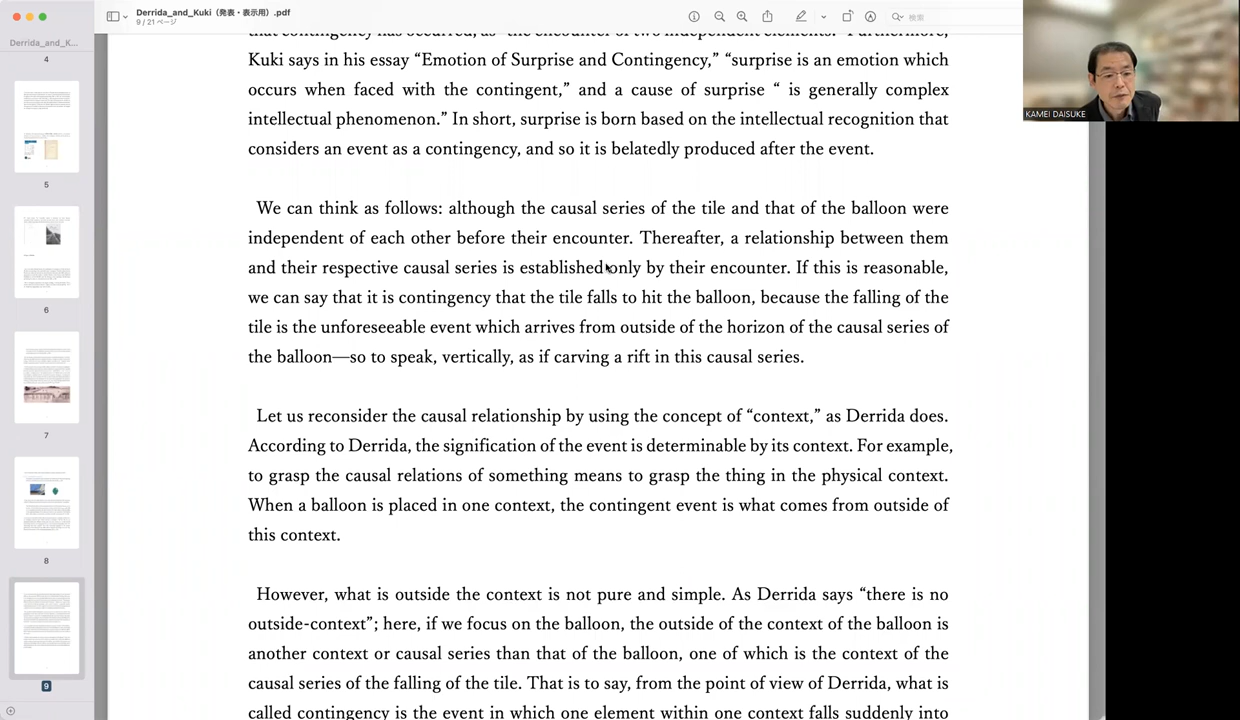 Derrida_and_Kuki（発表・表示用）.pdf
9 / 21 ページ
検索
Derrida_and_K...
4
5
6
7
8
9
KAMEI DAISUKE
that contingency has occurred, as “the encounter of two independent elements.” Furthermore,
Kuki says in his essay “Emotion of Surprise and Contingency,” “surprise is an emotion which
occurs when faced with the contingent,” and a cause of surprise “ is generally complex
intellectual phenomenon.” In short, surprise is born based on the intellectual recognition that
considers an event as a contingency, and so it is belatedly produced after the event.
We can think as follows: although the causal series of the tile and that of the balloon were
independent of each other before their encounter. Thereafter, a relationship between them
and their respective causal series is established only by their encounter. If this is reasonable,
we can say that it is contingency that the tile falls to hit the balloon, because the falling of the
tile is the unforeseeable event which arrives from outside of the horizon of the causal series of
the balloon—so to speak, vertically, as if carving a rift in this causal series.
Let us reconsider the causal relationship by using the concept of “context,” as Derrida does.
According to Derrida, the signification of the event is determinable by its context. For example,
to grasp the causal relations of something means to grasp the thing in the physical context.
When a balloon is placed in one context, the contingent event is what comes from outside of
this context.
However, what is outside the context is not pure and simple. As Derrida says “there is no
outside-context”; here, if we focus on the balloon, the outside of the context of the balloon is
another context or causal series than that of the balloon, one of which is the context of the
causal series of the falling of the tile. That is to say, from the point of view of Derrida, what is
called contingency is the event in which one element within one context falls suddenly into